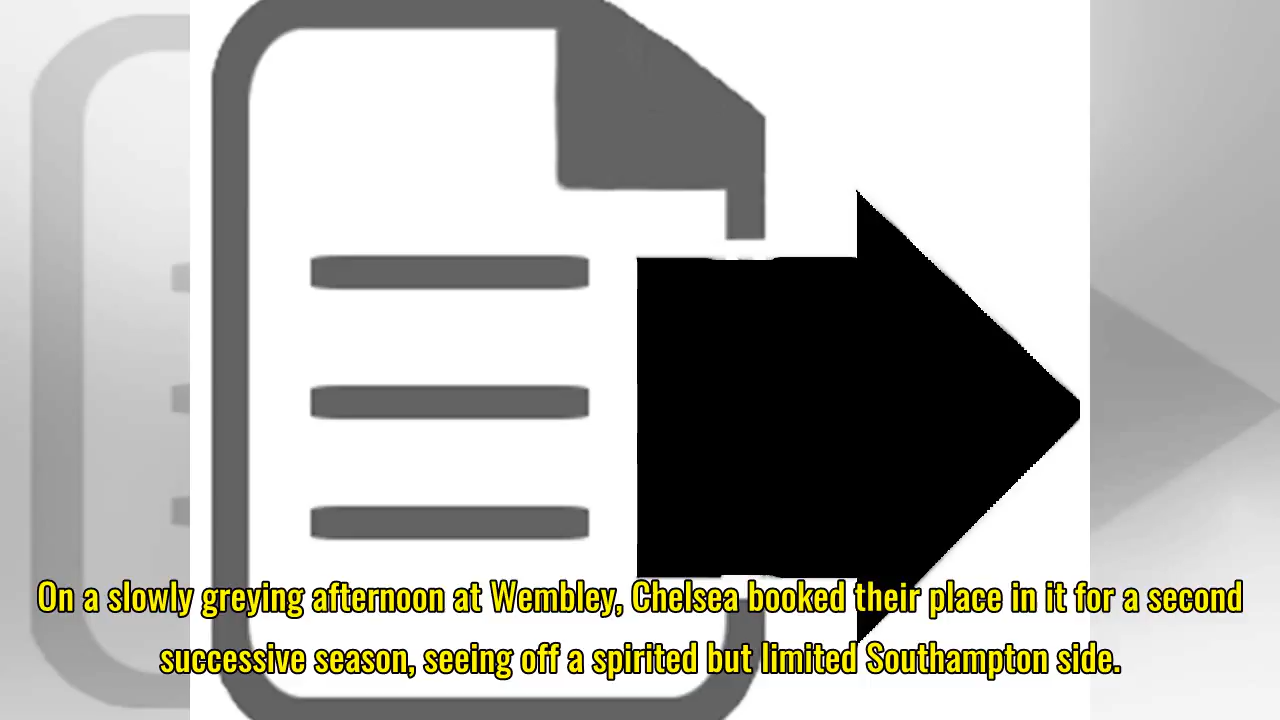 On a slowly greying afternoon at Wembley, Chelsea booked their place in it for a second
successive season, seeing off a spirited but limited Southampton side.